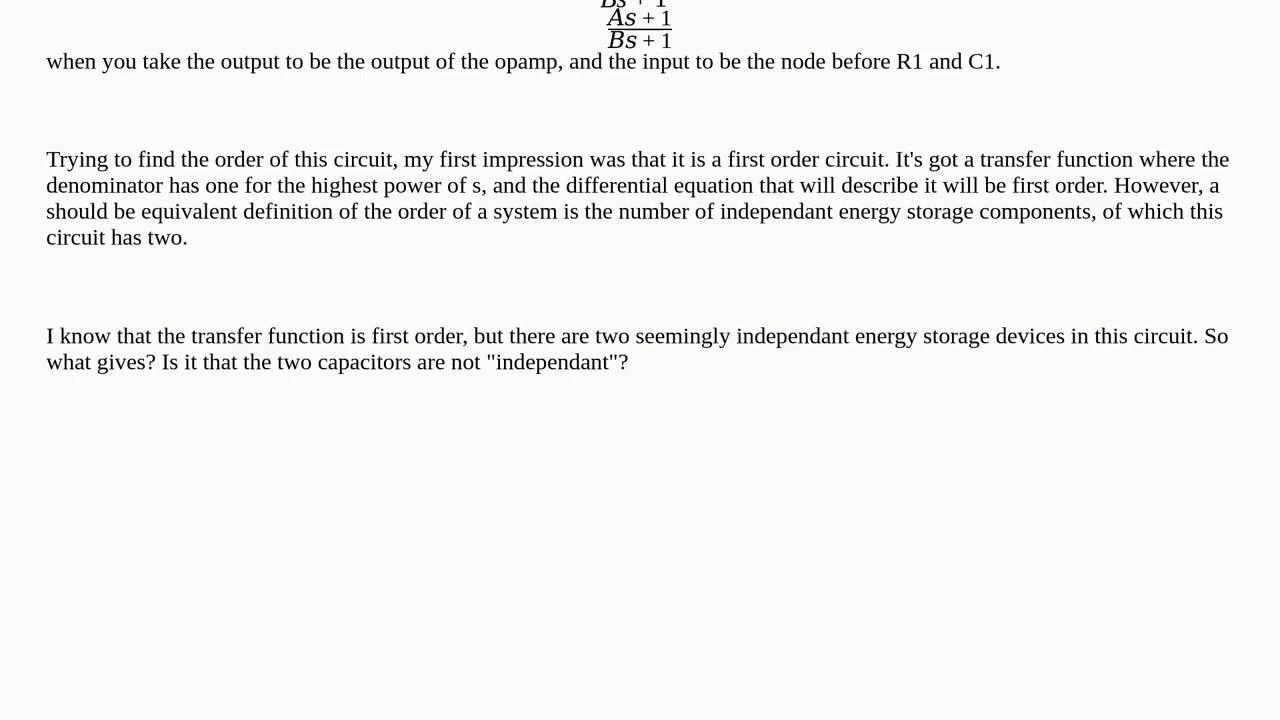 Bs + 1
As + 1
Bs + 1
when you take the output to be the output of the opamp, and the input to be the node before R1 and C1.
Trying to find the order of this circuit, my first impression was that it is a first order circuit. It's got a transfer function where the
denominator has one for the highest power of s, and the differential equation that will describe it will be first order. However, a
should be equivalent definition of the order of a system is the number of independant energy storage components, of which this
circuit has two.
I know that the transfer function is first order, but there are two seemingly independant energy storage devices in this circuit. So
what gives? Is it that the two capacitors are not "independant"?